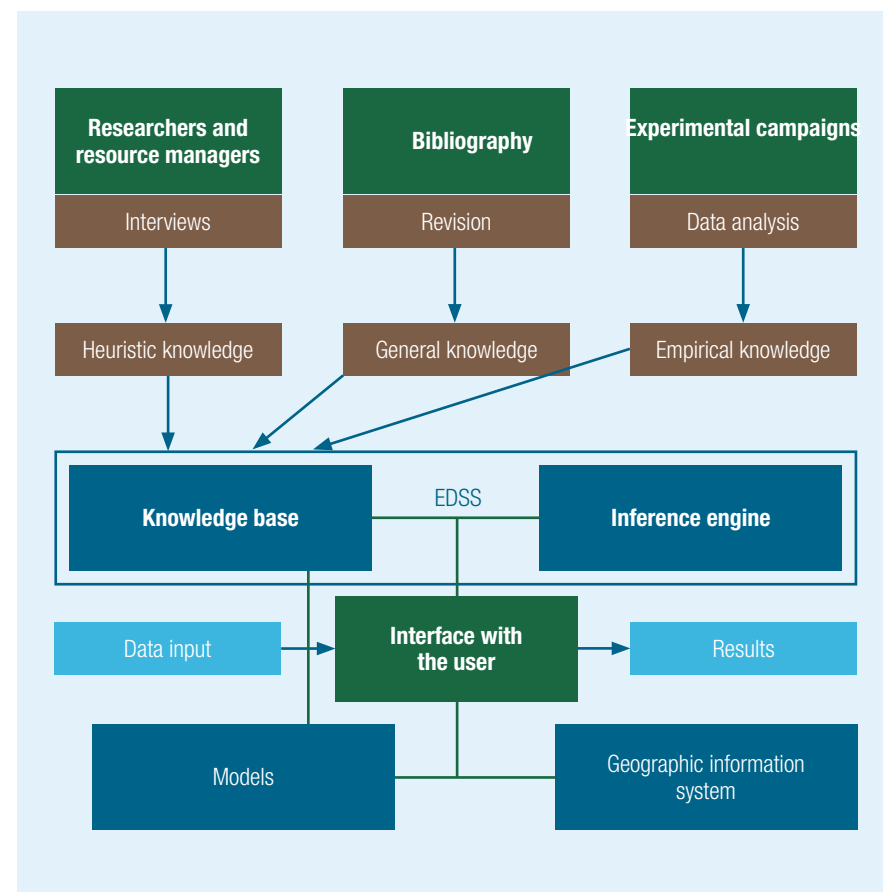 Researchers and
resource managers
Bibliography
Experimental campaigns
Interviews
Revision
Data analysis
Heuristic knowledge
General knowledge
Empirical knowledge
EDSS
Knowledge base
Inference engine
Data input
Interface with
the user
Results
Models
Geographic information
system